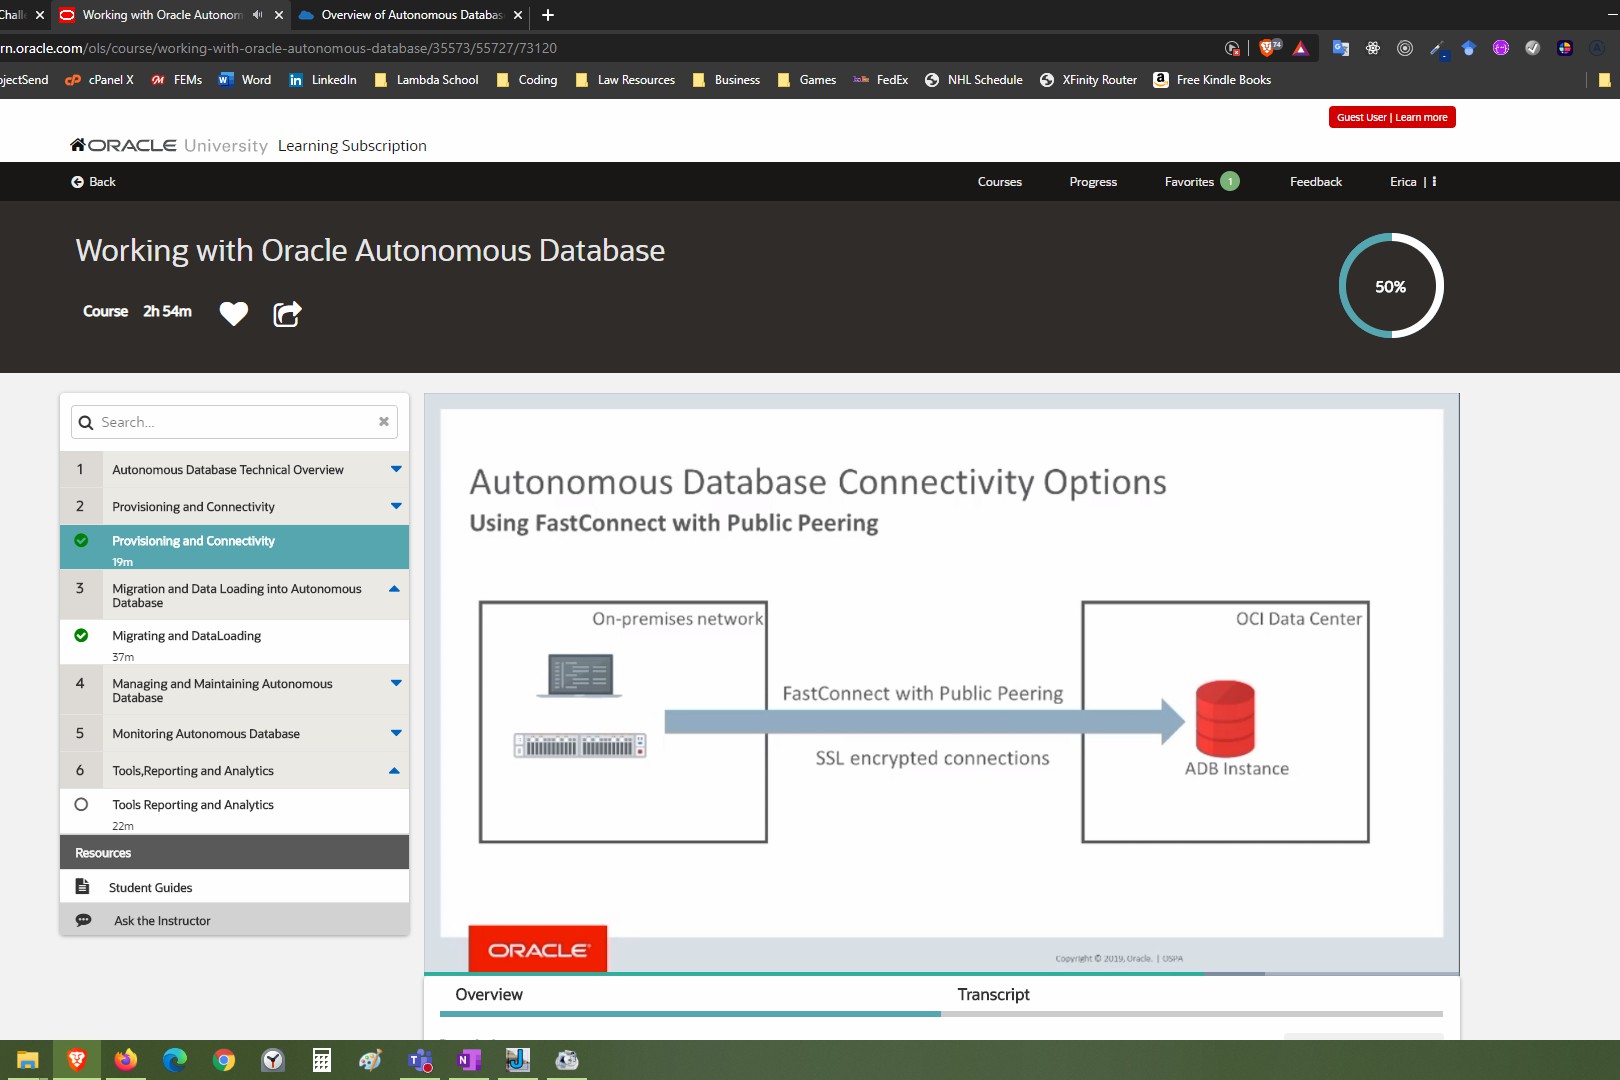 Chall
Working with Oracle Autonom
Overview of Autonomous Databas
rn.oracle.com/ols/course/working-with-oracle-autonomous-database/35573/55727/73120
74
ojectSend
cPanel X
FEMs
Word
LinkedIn
Lambda School
Coding
Law Resources
Business
Games
FedEx
NHL Schedule
XFinity Router
Free Kindle Books
Guest User | Learn more
ORACLE University Learning Subscription
Back
Courses
Progress
Favorites 1
Feedback
Erica |
Working with Oracle Autonomous Database
Course 2h 54m
50%
Search...
1 Autonomous Database Technical Overview
2 Provisioning and Connectivity
Provisioning and Connectivity
19m
3 Migration and Data Loading into Autonomous
Database
Migrating and DataLoading
37m
4 Managing and Maintaining Autonomous
Database
5 Monitoring Autonomous Database
6 Tools,Reporting and Analytics
Tools Reporting and Analytics
22m
Resources
Student Guides
Ask the Instructor
Autonomous Database Connectivity Options
Using FastConnect with Public Peering
On-premises network
OCI Data Center
FastConnect with Public Peering
SSL encrypted connections
ADB Instance
ORACLE
Copyright © 2019, Oracle. | OSPA
Overview
Transcript